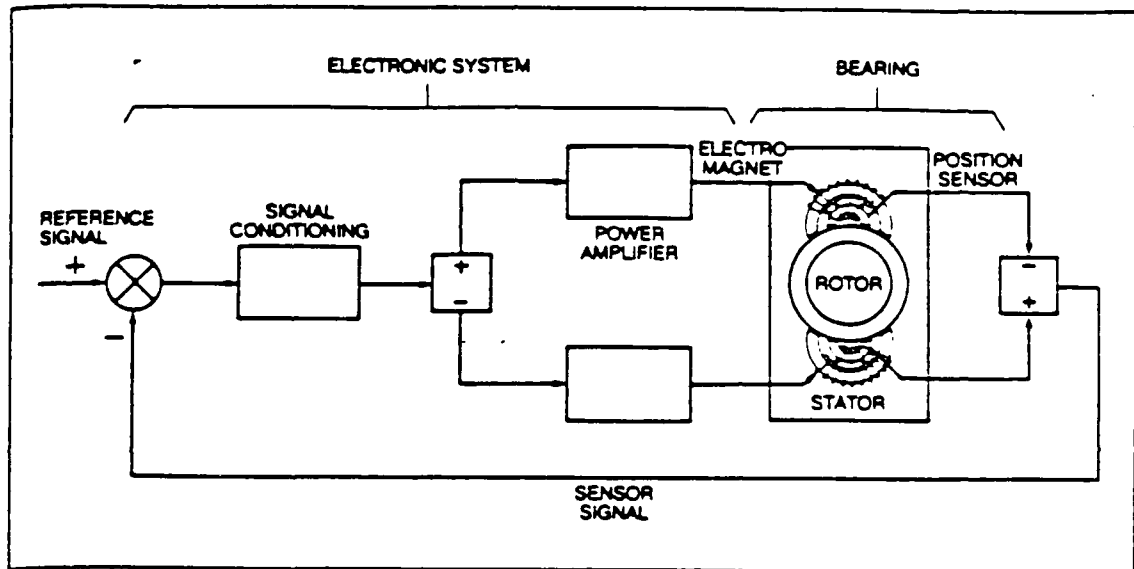 ELECTRONIC SYSTEM
BEARING
ELECTRO
MAGNET
POSITION
SENSOR
REFERENCE
SIGNAL
SIGNAL
CONDITIONING
POWER
AMPLIFIER
+
+
−
−
+
−
ROTOR
STATOR
SENSOR
SIGNAL